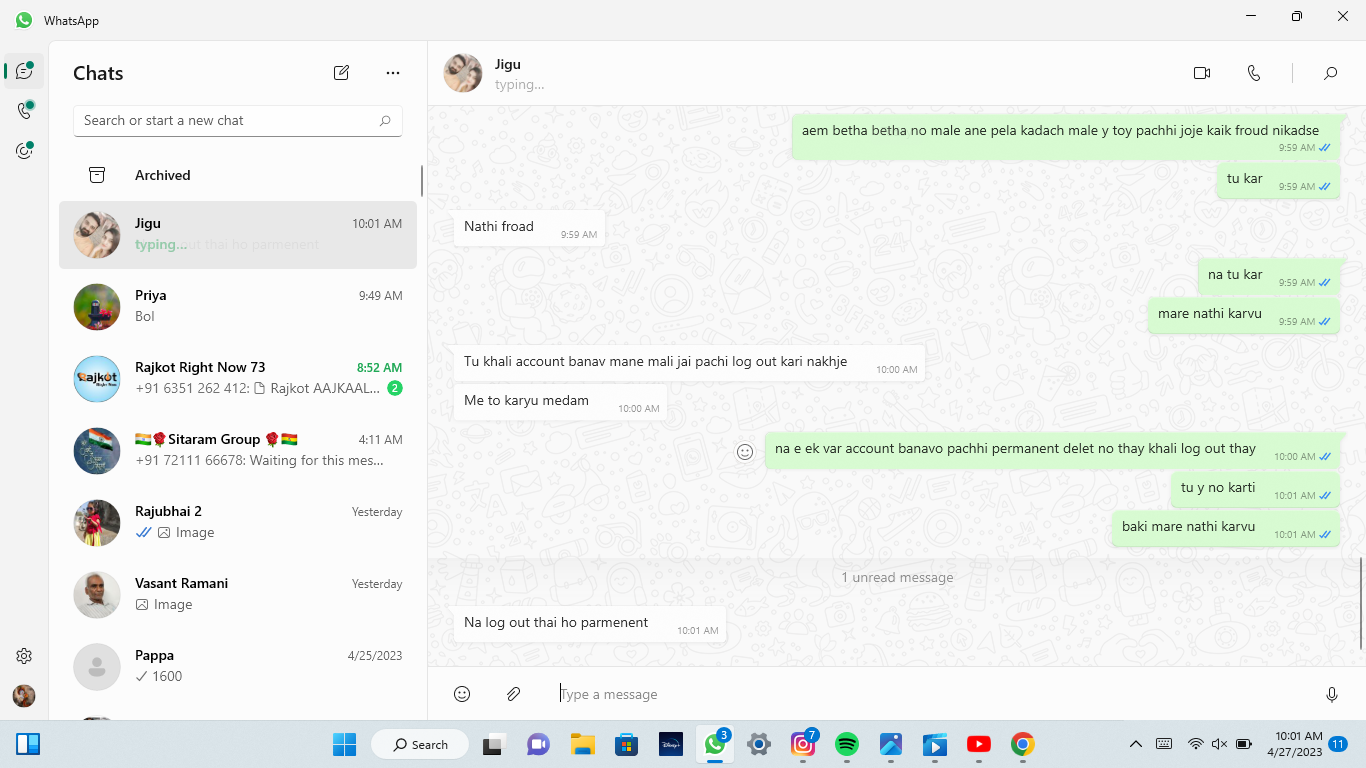 WhatsApp
Chats
Search or start a new chat
Archived
Jigu
10:01 AM
typing...ut thai ho parmenent
Priya
9:49 AM
Bol
Rajkot Right Now 73
8:52 AM
+91 6351 262 412: Rajkot AAJKAAL...
2
Rajkot
Right Now
🇮🇳🌹Sitaram Group 🌹🇧🇴
4:11 AM
+91 72111 66678: Waiting for this mes...
Rajubhai 2
Yesterday
Image
Vasant Ramani
Yesterday
Image
Pappa
4/25/2023
1600
Jigu
typing...
aem betha betha no male ane pela kadach male y toy pachhi joje kaik froud nikadse
9:59 AM
tu kar
9:59 AM
Nathi froad
9:59 AM
na tu kar
9:59 AM
mare nathi karvu
9:59 AM
Tu khali account banav mane mali jai pachi log out kari nakhje
10:00 AM
Me to karyu medam
10:00 AM
na e ek var account banavo pachhi permanent delet no thay khali log out thay
10:00 AM
tu y no karti
10:01 AM
baki mare nathi karvu
10:01 AM
1 unread message
Na log out thai ho parmenent
10:01 AM
Type a message
Search
Disney+
3
7
10:01 AM
4/27/2023
11